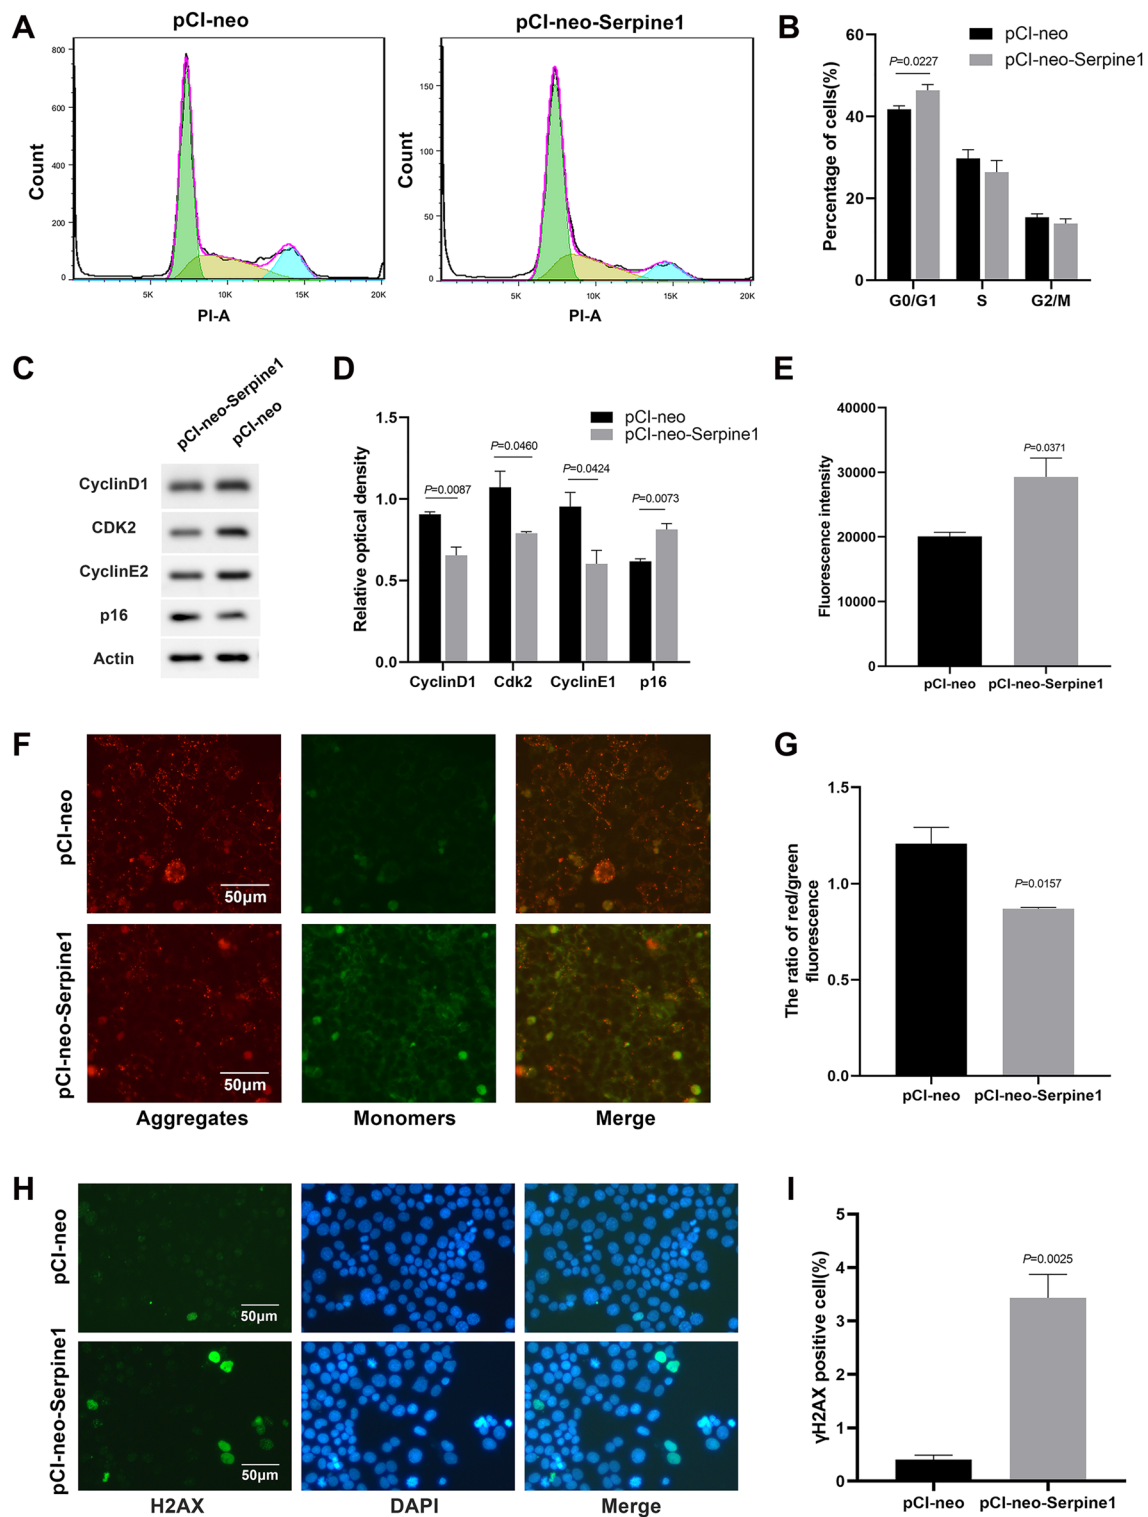 A
pCI-neo
pCI-neo-Serpine1
Count
800
600
400
200
0
5K
10K
15K
20K
PI-A
Count
150
100
50
0
5K
10K
15K
20K
PI-A
B
pCI-neo
pCI-neo-Serpine1
P=0.0227
Percentage of cells(%)
60
40
20
0
G0/G1
S
G2/M
C
pCI-neo-Serpine1
pCI-neo
CyclinD1
CDK2
CyclinE2
p16
Actin
D
pCI-neo
pCI-neo-Serpine1
Relative optical density
1.5
1.0
0.5
0.0
P=0.0087
P=0.0460
P=0.0424
P=0.0073
CyclinD1
Cdk2
CyclinE1
p16
E
Fluorescence intensity
40000
30000
20000
10000
0
P=0.0371
pCI-neo
pCI-neo-Serpine1
F
pCI-neo
50μm
pCI-neo-Serpine1
50μm
Aggregates
Monomers
Merge
G
The ratio of red/green
fluorescence
1.5
1.0
0.5
0.0
P=0.0157
pCI-neo
pCI-neo-Serpine1
H
pCI-neo
50μm
pCI-neo-Serpine1
50μm
H2AX
DAPI
Merge
I
γH2AX positive cell(%)
5
4
3
2
1
0
P=0.0025
pCI-neo
pCI-neo-Serpine1